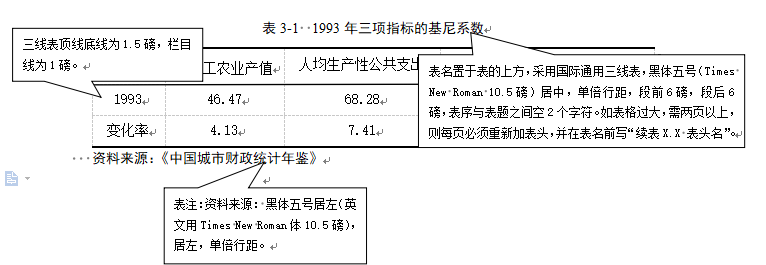 表 3-1 1993 年三项指标的基尼系数
三线表顶线底线为 1.5 磅，栏目
线为 1 磅。
工农业产值 人均生产性公共支出
1993 46.47 68.28
变化率 4.13 7.41
表名置于表的上方，采用国际通用三线表，黑体五号(Times
New Roman 10.5 磅) 居中，单倍行距，段前 6 磅，段后 6
磅，表序与表题之间空 2 个字符。如表格过大，需两页以上，
则每页必须重新加表头，并在表名前写“续表 X.X 表头名”。
资料来源：《中国城市财政统计年鉴》
表注:资料来源: 黑体五号居左(英
文用 Times New Roman 体 10.5 磅)，
居左，单倍行距。